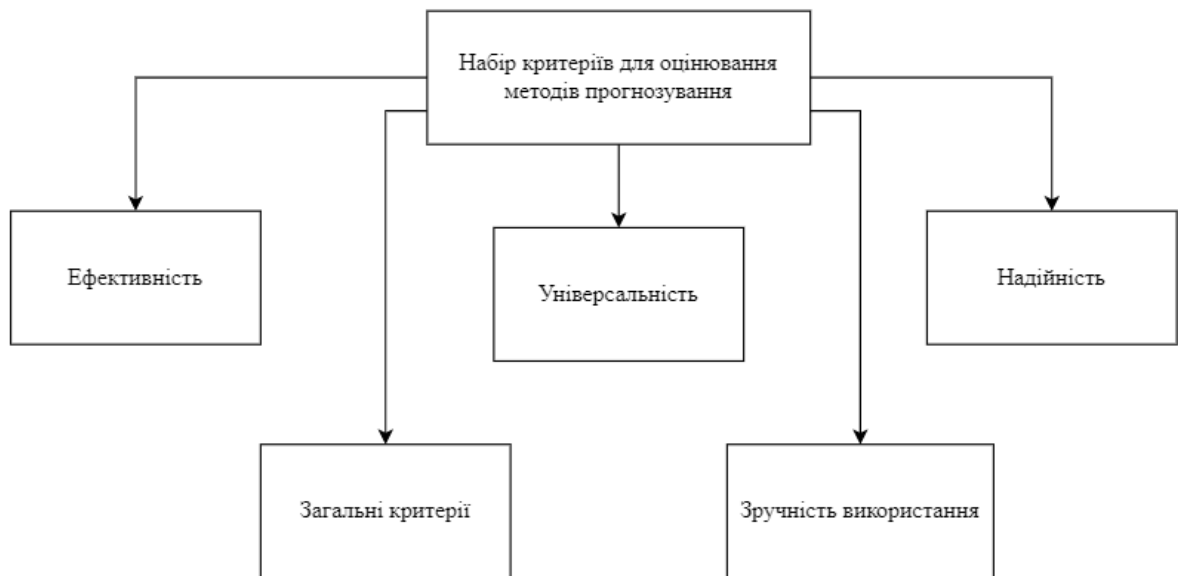 Набір критеріїв для оцінювання
методів прогнозування
Ефективність
Універсальність
Надійність
Загальні критерії
Зручність використання